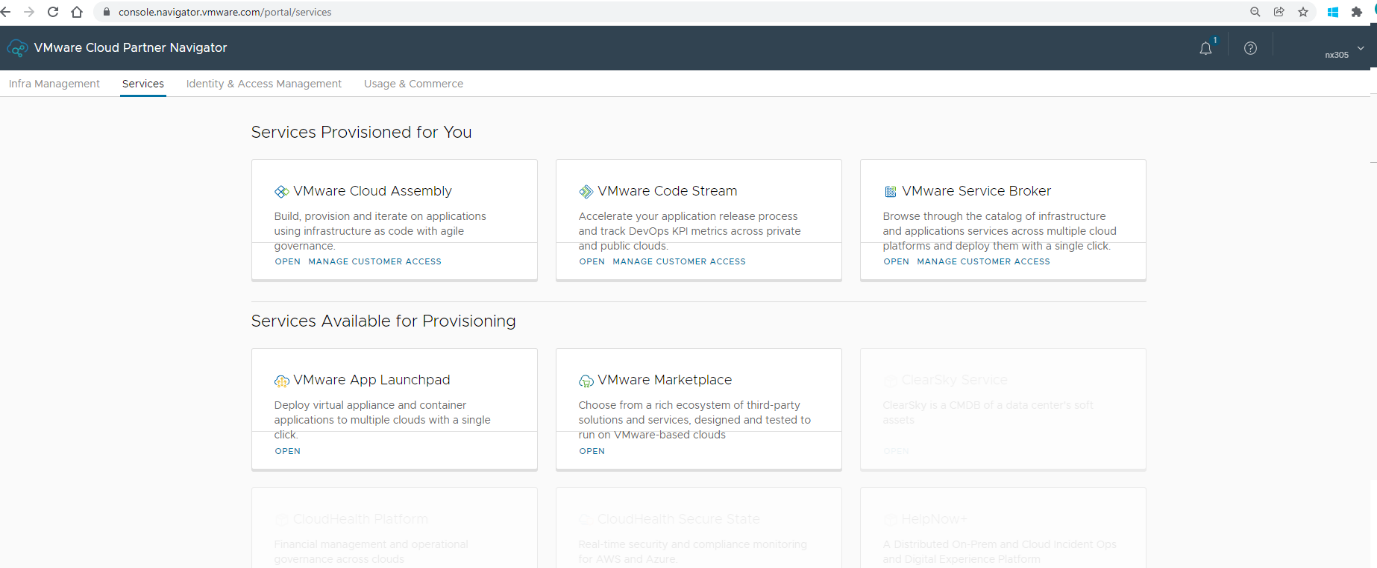 console.navigator.vmware.com/portal/services
VMware Cloud Partner Navigator
1
nx305
Infra Management Services Identity & Access Management Usage & Commerce
Services Provisioned for You
VMware Cloud Assembly
Build, provision and iterate on applications
using infrastructure as code with agile
governance.
OPEN MANAGE CUSTOMER ACCESS
VMware Code Stream
Accelerate your application release process
and track DevOps KPI metrics across private
and public clouds.
OPEN MANAGE CUSTOMER ACCESS
VMware Service Broker
Browse through the catalog of infrastructure
and applications services across multiple cloud
platforms and deploy them with a single click.
OPEN MANAGE CUSTOMER ACCESS
Services Available for Provisioning
VMware App Launchpad
Deploy virtual appliance and container
applications to multiple clouds with a single
click.
OPEN
VMware Marketplace
Choose from a rich ecosystem of third-party
solutions and services, designed and tested to
run on VMware-based clouds
OPEN
ClearSky Service
ClearSky is a CMDB of a data center's soft
assets
OPEN
CloudHealth Platform
Financial management and operational
governance across clouds
CloudHealth Secure State
Real-time security and compliance monitoring
for AWS and Azure
HelpNow+
A Distributed On-Prem and Cloud Incident Ops
and Digital Experience Platform